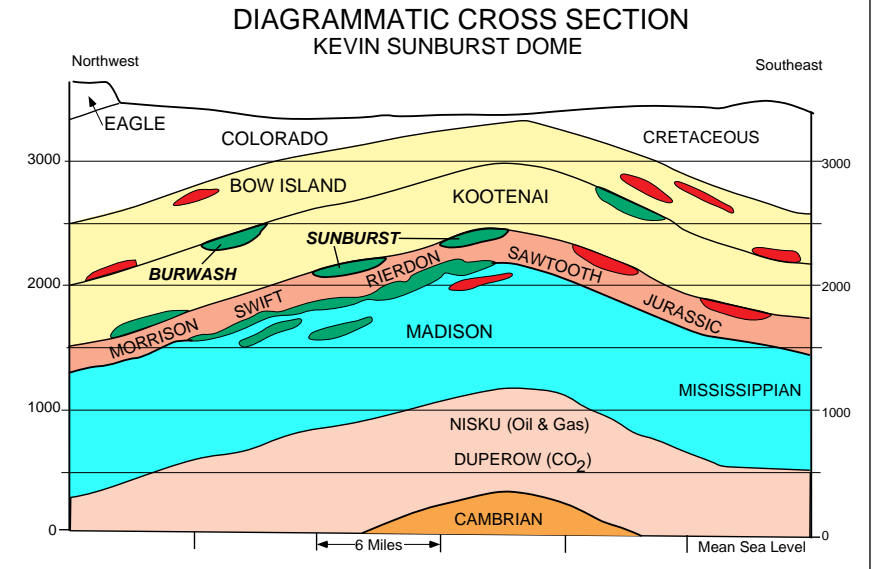 DIAGRAMMATIC CROSS SECTION
KEVIN SUNBURST DOME
Northwest
Southeast
EAGLE
COLORADO
CRETACEOUS
3000
3000
BOW ISLAND
KOOTENAI
SUNBURST
BURWASH
RIERDON
SAWTOOTH
2000
2000
SWIFT
JURASSIC
MORRISON
MADISON
MISSISSIPPIAN
1000
1000
NISKU (Oil & Gas)
DUPEROW (CO2)
CAMBRIAN
0
0
6 Miles
Mean Sea Level